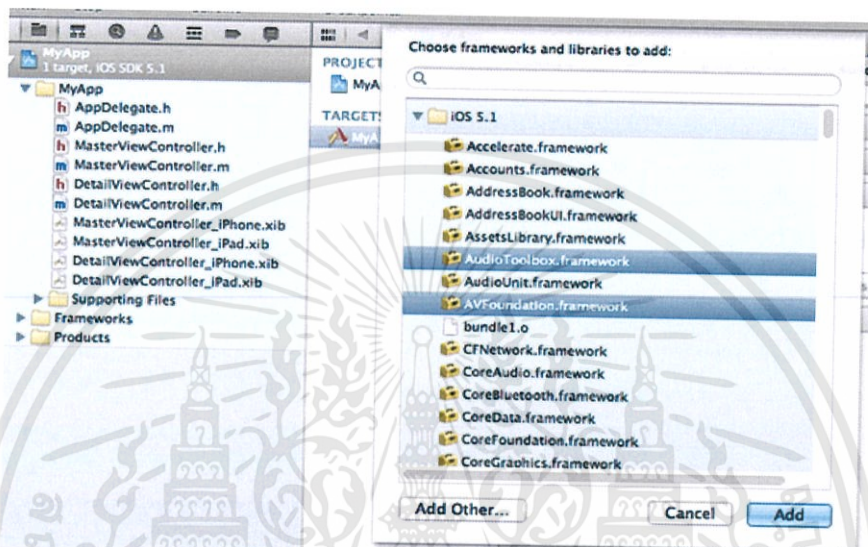 MyApp
1 target, iOS SDK 5.1
MyApp
AppDelegate.h
AppDelegate.m
MasterViewController.h
MasterViewController.m
DetailViewController.h
DetailViewController.m
MasterViewController_iPhone.xib
MasterViewController_iPad.xib
DetailViewController_iPhone.xib
DetailViewController_iPad.xib
Supporting Files
Frameworks
Products
PROJECT
MyA
TARGETS
MyA
Choose frameworks and libraries to add:
iOS 5.1
Accelerate.framework
Accounts.framework
AddressBook.framework
AddressBookUI.framework
AssetsLibrary.framework
AudioToolbox.framework
AudioUnit.framework
AVFoundation.framework
bundle1.o
CFNetwork.framework
CoreAudio.framework
CoreBluetooth.framework
CoreData.framework
CoreFoundation.framework
CoreGraphics.framework
Add Other...
Cancel
Add